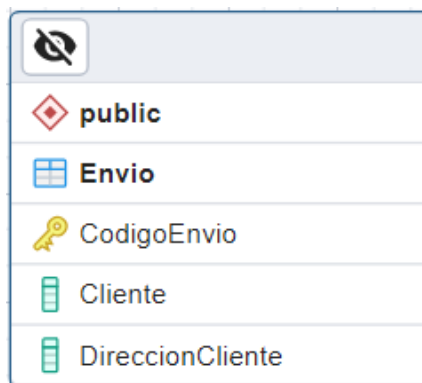 public
Envio
CodigoEnvio
Cliente
DireccionCliente